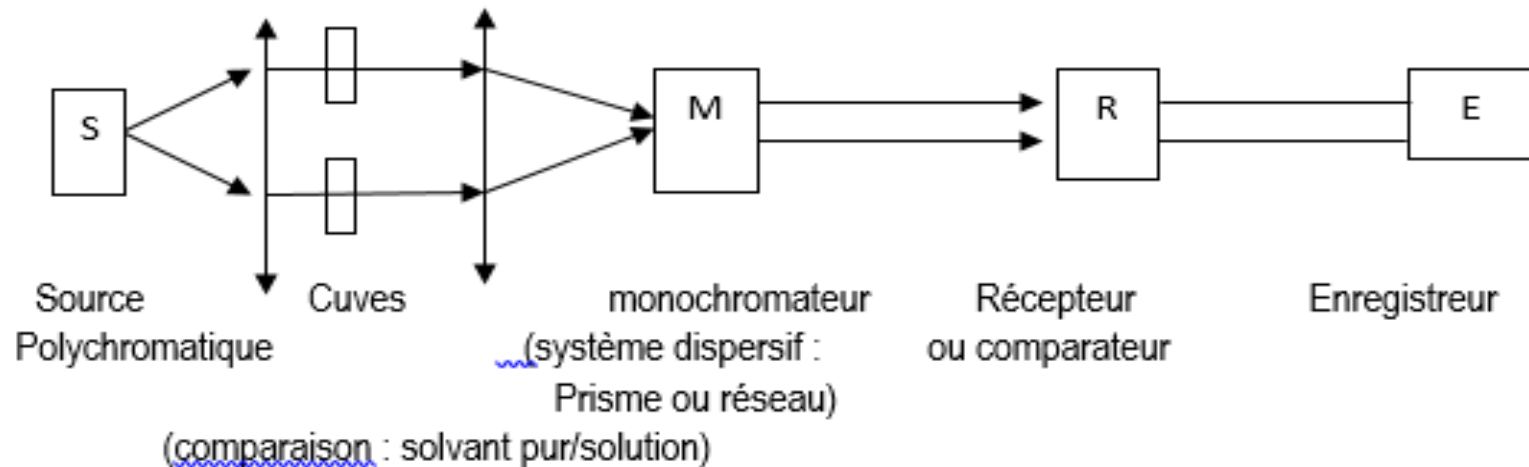 S
M
R
E
Source Cuves monochromateur Récepteur Enregistreur
Polychromatique (système dispersif : ou comparateur
Prisme ou réseau)
(comparaison : solvant pur/solution)